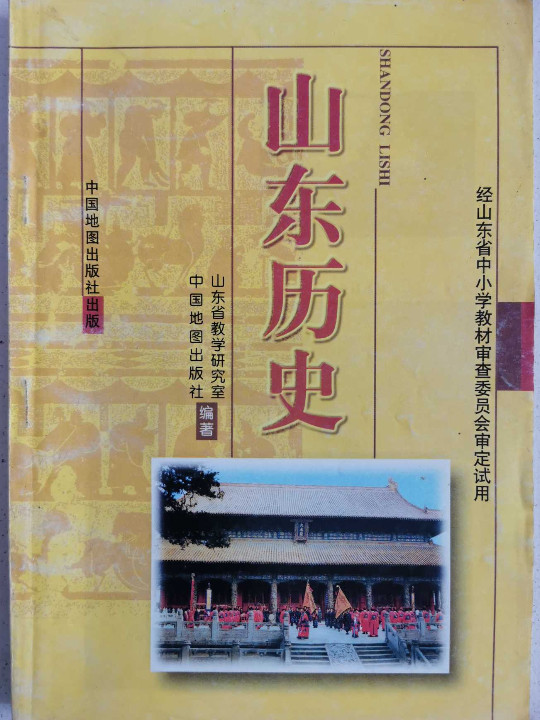 经山东省中小学教材审查委员会审定试用
SHANDONG LISHI
山东历史
山东省教学研究室
中国地图出版社
编著
中国地图出版社出版